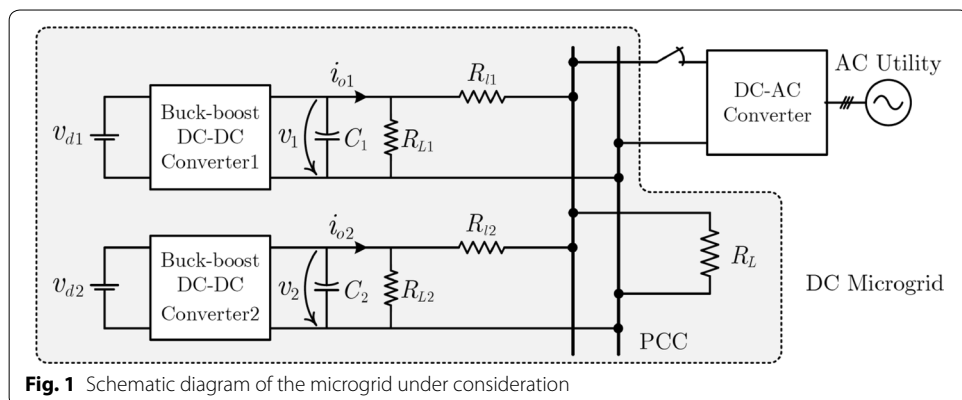 i_{o1}
R_{l1}
AC Utility
Buck-boost
DC-DC
Converter1
DC-AC
Converter
v_{d1}
v_1
C_1
R_{L1}
i_{o2}
R_{l2}
Buck-boost
DC-DC
Converter2
R_L
v_{d2}
v_2
C_2
R_{L2}
DC Microgrid
PCC
Fig. 1 Schematic diagram of the microgrid under consideration